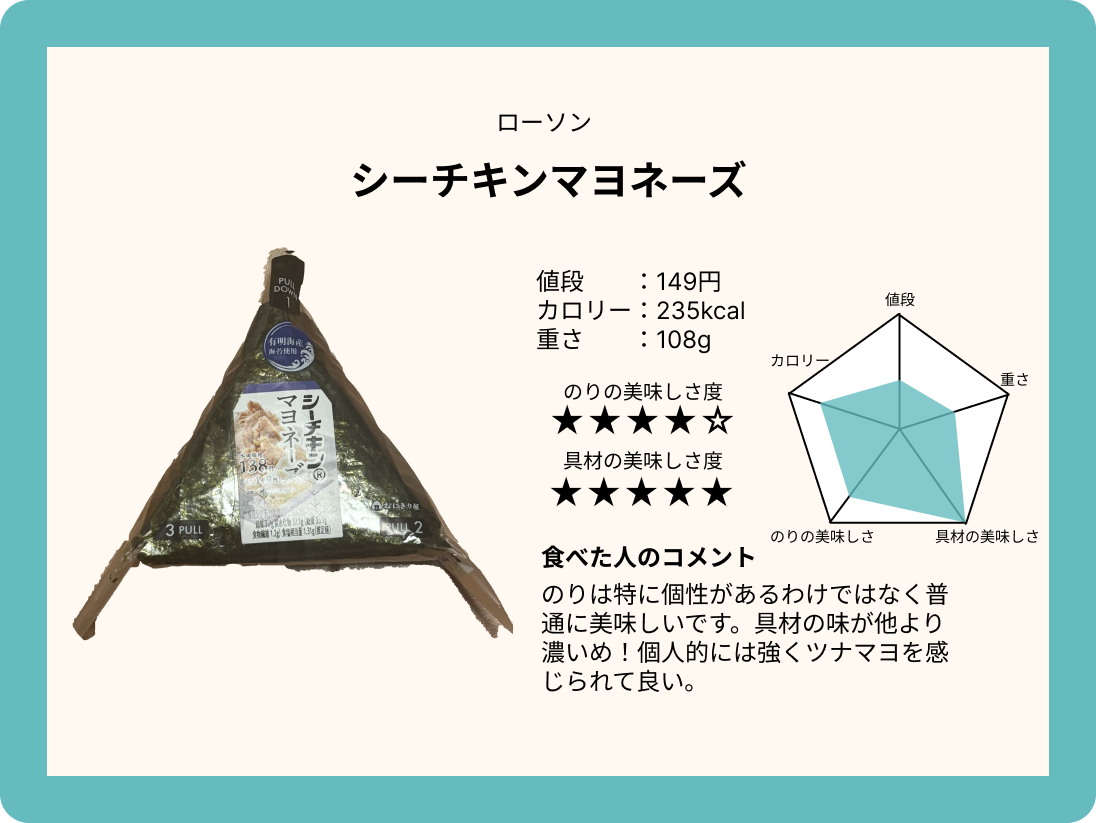 ローソン
シーチキンマヨネーズ
値段　　：149円
カロリー：235kcal
重さ　　：108g
のりの美味しさ度
★★★★☆
具材の美味しさ度
★★★★★
食べた人のコメント
のりは特に個性があるわけではなく普
通に美味しいです。具材の味が他より
濃いめ！個人的には強くツナマヨを感
じられて良い。
値段
カロリー
重さ
のりの美味しさ
具材の美味しさ
PULL
DOWN
1
有明海産
海苔使用
シーチキン®
マヨネーズ
138
おにぎり屋
3 PULL
PULL 2